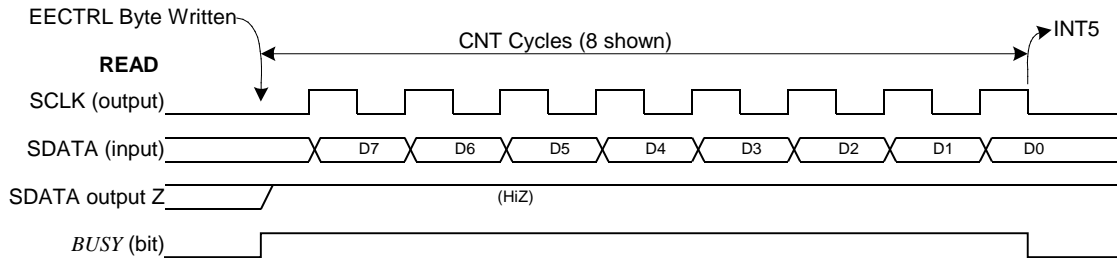 EECTRL Byte Written
INT5
CNT Cycles (8 shown)
READ
SCLK (output)
SDATA (input)
D7 D6 D5 D4 D3 D2 D1 D0
SDATA output Z
(HiZ)
BUSY (bit)